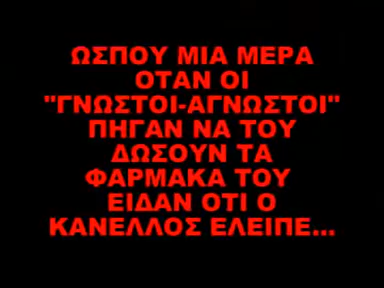 ΩΣΠΟΥ ΜΙΑ ΜΕΡΑ
ΟΤΑΝ ΟΙ
"ΓΝΩΣΤΟΙ-ΑΓΝΩΣΤΟΙ"
ΠΗΓΑΝ ΝΑ ΤΟΥ
ΔΩΣΟΥΝ ΤΑ
ΦΑΡΜΑΚΑ ΤΟΥ
ΕΙΔΑΝ ΟΤΙ Ο
ΚΑΝΕΛΛΟΣ ΕΛΕΙΠΕ...